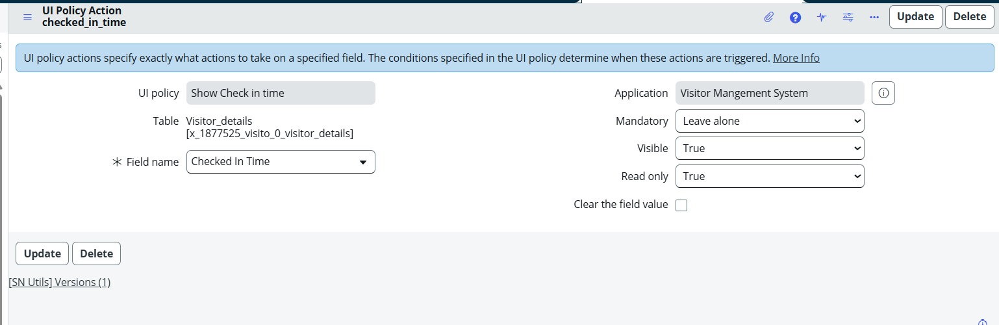 UI Policy Action
checked_in_time
Update
Delete
UI policy actions specify exactly what actions to take on a specified field. The conditions specified in the UI policy determine when these actions are triggered. More Info
UI policy
Show Check in time
Application
Visitor Mangement System
Table
Visitor_details
[x_1877525_visito_0_visitor_details]
Mandatory
Leave alone
Visible
True
Field name
Checked In Time
Read only
True
Clear the field value
Update
Delete
[SN Utils] Versions (1)